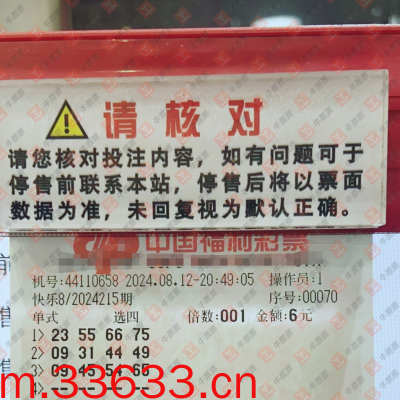 请核对
请您核对投注内容，如有问题可于
停售前联系本站，停售后将以票面
数据为准，未回复视为默认正确。
中国福利彩票
机号:44110658 2024.08.12-20:49:05 操作员:1
快乐8/2024215期 序号:00070
单式 选四 倍数:001 金额:6元
1> 23 55 66 75
2> 09 31 44 49
3> 09 45 54 65
m.33633.cn